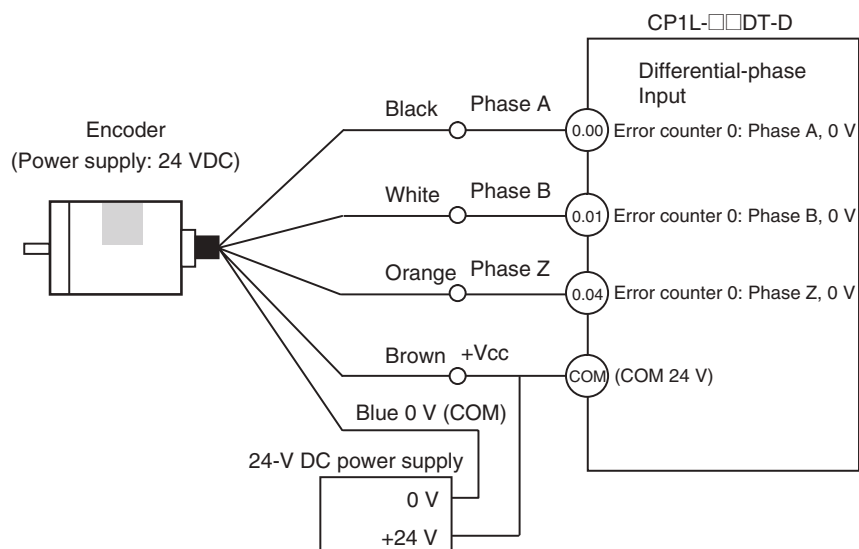 CP1L-□□DT-D
Differential-phase
Input
Encoder
(Power supply: 24 VDC)
Black
Phase A
0.00
Error counter 0: Phase A, 0 V
White
Phase B
0.01
Error counter 0: Phase B, 0 V
Orange
Phase Z
0.04
Error counter 0: Phase Z, 0 V
Brown
+Vcc
COM
(COM 24 V)
Blue 0 V (COM)
24-V DC power supply
0 V
+24 V